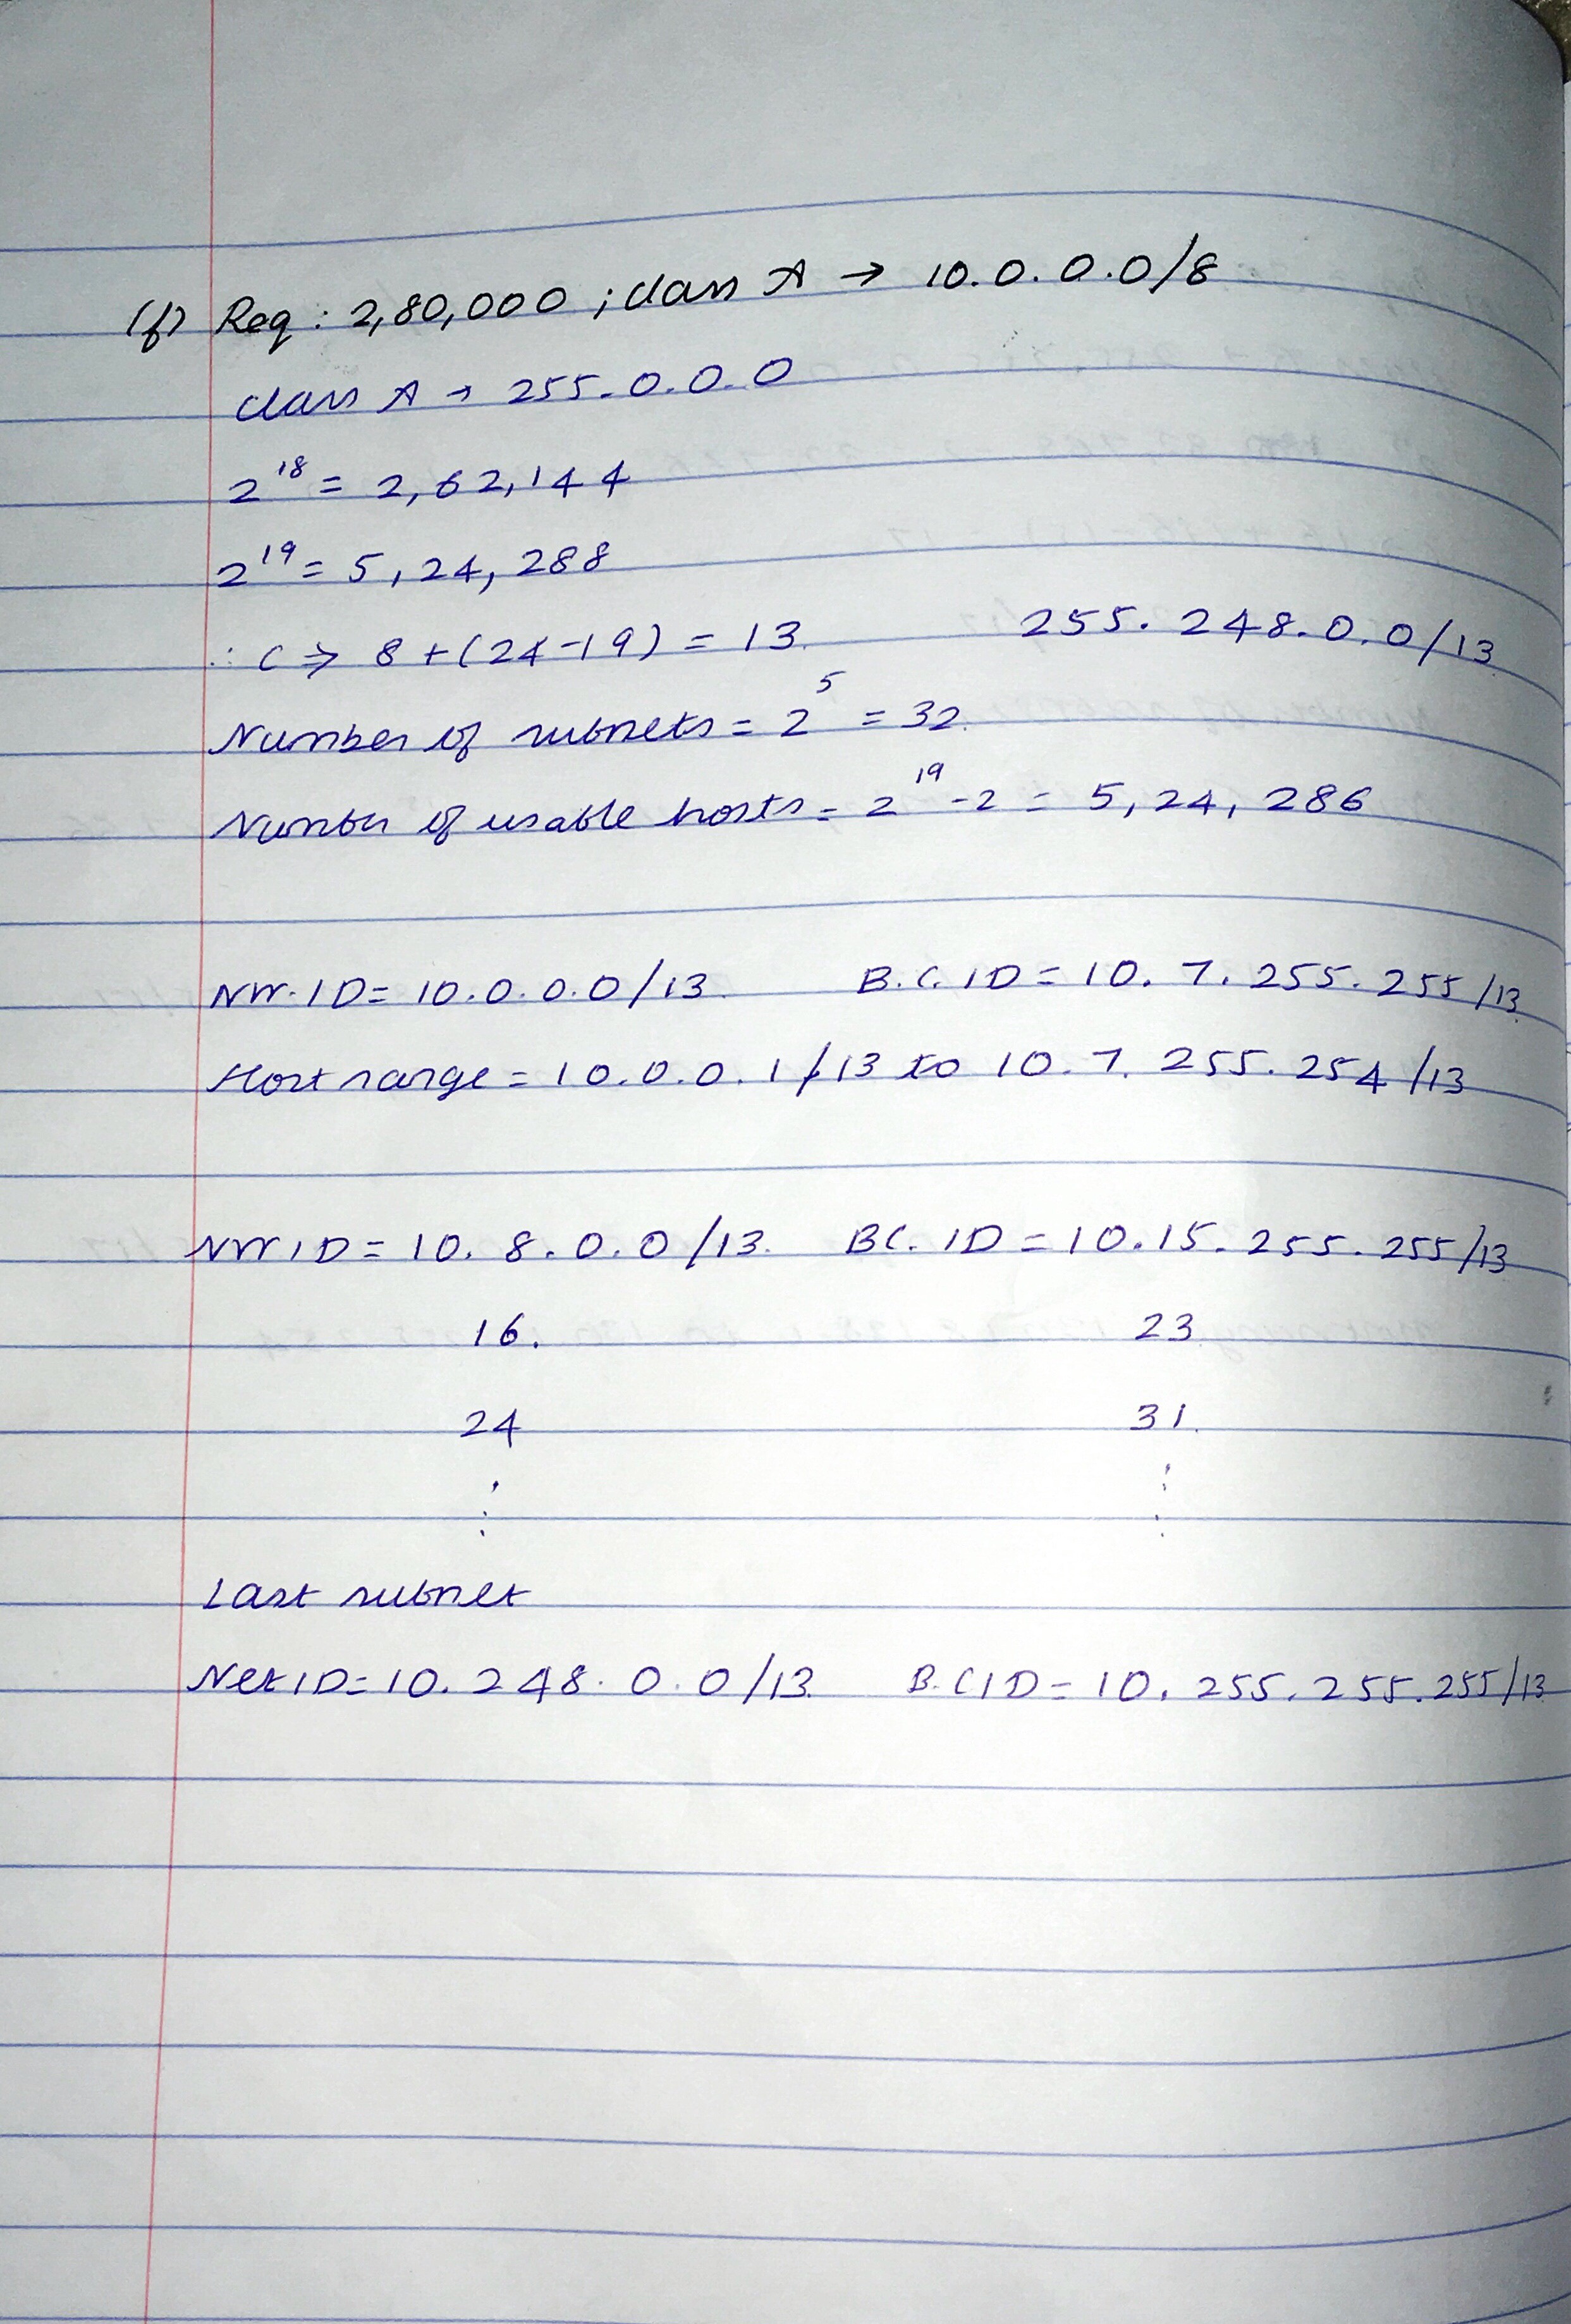 (f) Req : 2,80,000 ; class A → 10.0.0.0/8
class A → 255.0.0.0
2^18 = 2,62,144
2^19 = 5,24,288
∴ C ⇒ 8 + (24-19) = 13. 255.248.0.0/13
Number of subnets = 2^5 = 32.
Number of usable hosts = 2^19 - 2 = 5,24,286
NW.ID = 10.0.0.0/13. B.C.ID = 10.7.255.255/13
Host range = 10.0.0.1/13 to 10.7.255.254/13
NW ID = 10.8.0.0/13. BC.ID = 10.15.255.255/13
16. 23
24 31.
⋮ ⋮
Last subnet
Net ID = 10.248.0.0/13. B.C ID = 10.255.255.255/13